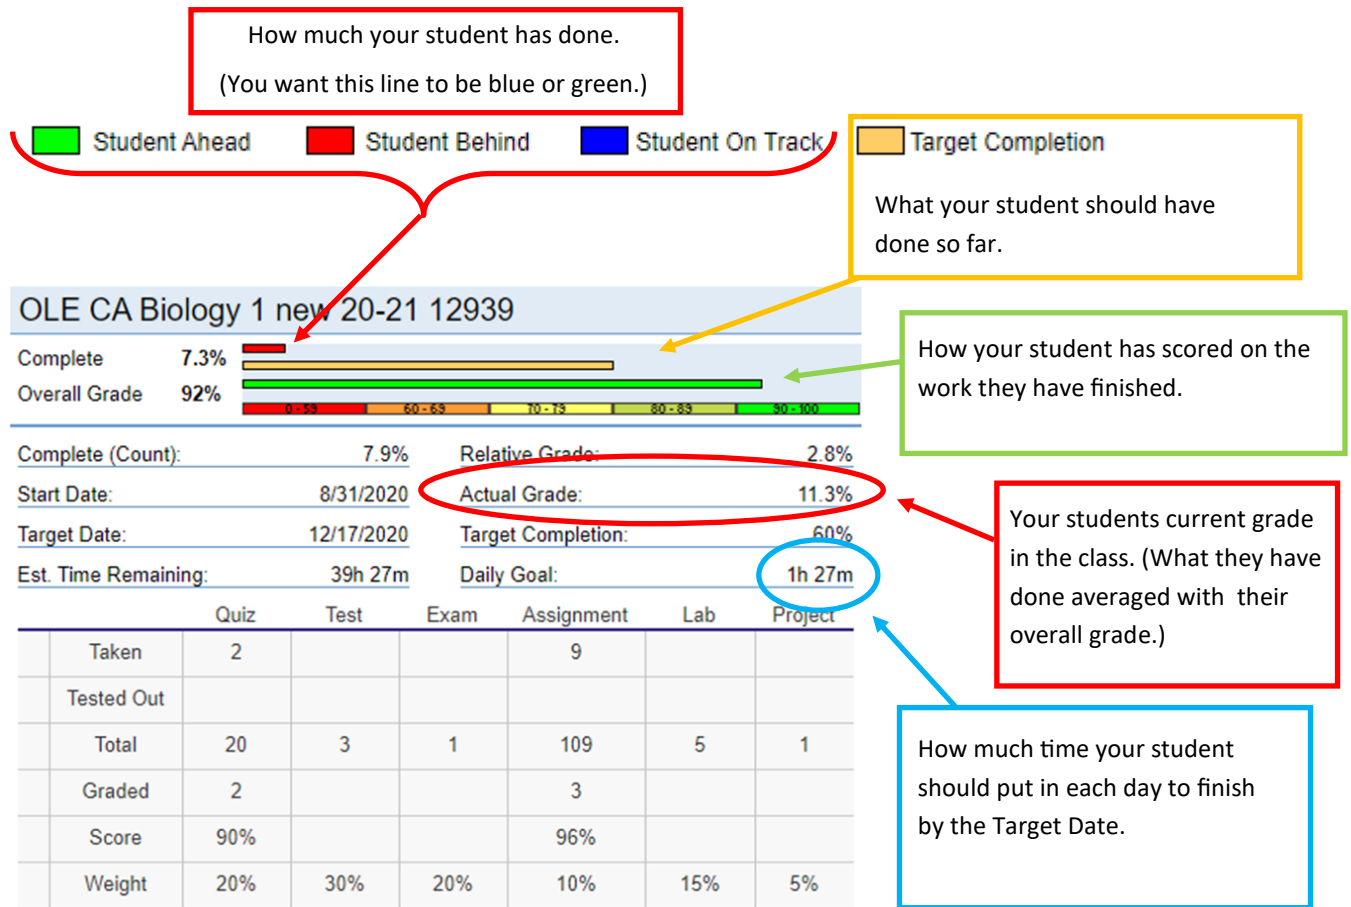 How much your student has done.
(You want this line to be blue or green.)
Student Ahead
Student Behind
Student On Track
Target Completion
What your student should have
done so far.
OLE CA Biology 1 new 20-21 12939
Complete 7.3%
Overall Grade 92%
0 - 59 60 - 69 70 - 79 80 - 89 90 - 100
How your student has scored on the
work they have finished.
Complete (Count): 7.9% Relative Grade: 2.8%
Start Date: 8/31/2020 Actual Grade: 11.3%
Target Date: 12/17/2020 Target Completion: 60%
Est. Time Remaining: 39h 27m Daily Goal: 1h 27m
Your students current grade
in the class. (What they have
done averaged with their
overall grade.)
Quiz Test Exam Assignment Lab Project
Taken 2 9
Tested Out
Total 20 3 1 109 5 1
Graded 2 3
Score 90% 96%
Weight 20% 30% 20% 10% 15% 5%
How much time your student
should put in each day to finish
by the Target Date.